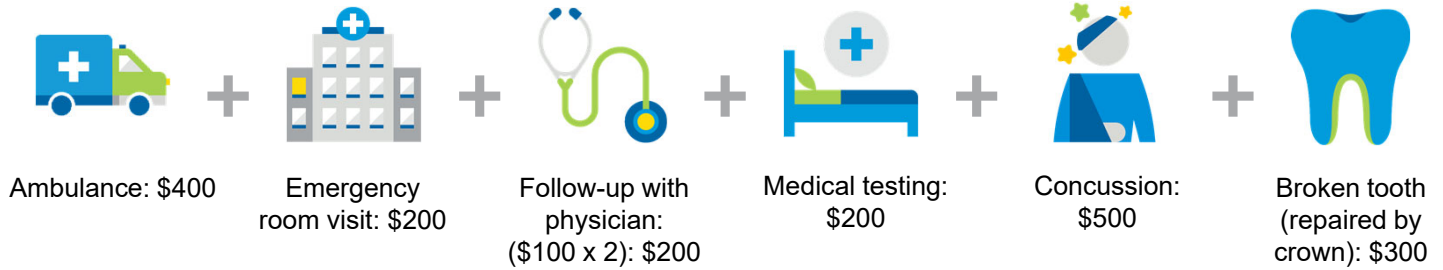 Ambulance: $400
Emergency
room visit: $200
Follow-up with
physician:
($100 x 2): $200
Medical testing:
$200
Concussion:
$500
Broken tooth
(repaired by
crown): $300